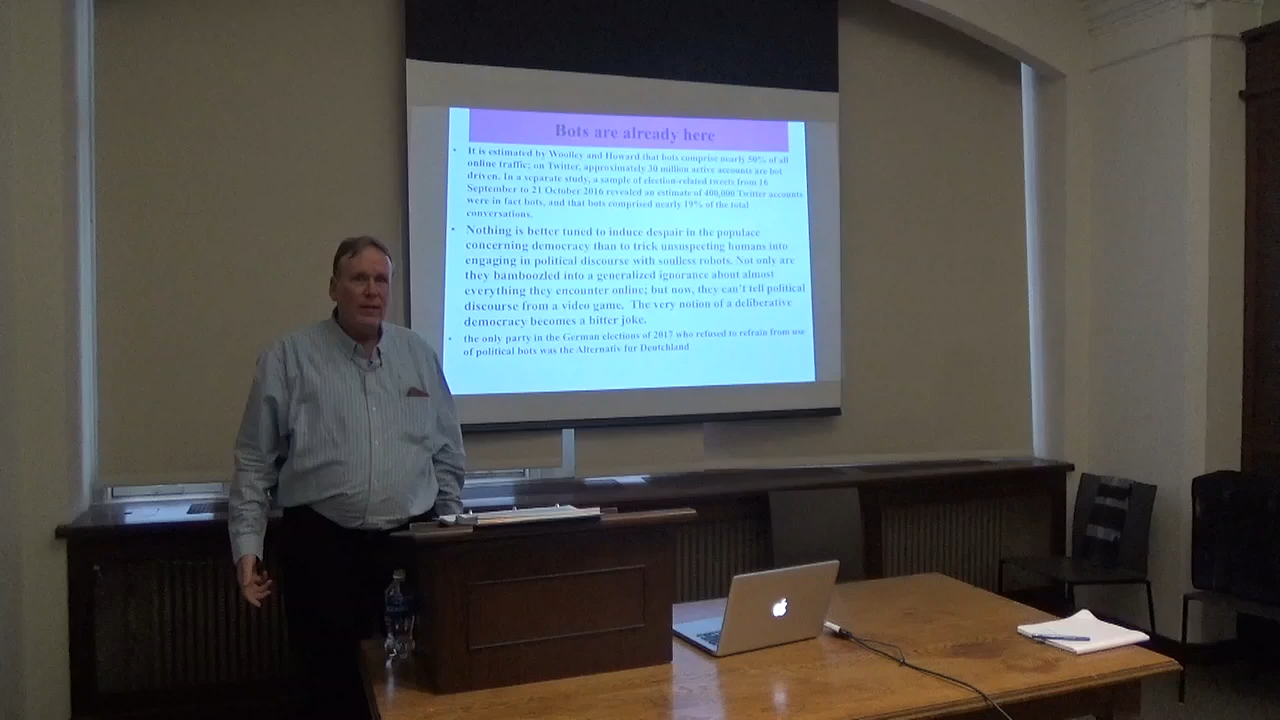 Bots are already here
• It is estimated by Woolley and Howard that bots comprise nearly 50% of all
online traffic; on Twitter, approximately 30 million active accounts are bot
driven. In a separate study, a sample of election-related tweets from 16
September to 21 October 2016 revealed an estimate of 400,000 Twitter accounts
were in fact bots, and that bots comprised nearly 19% of the total
conversations.
• Nothing is better tuned to induce despair in the populace
concerning democracy than to trick unsuspecting humans into
engaging in political discourse with soulless robots. Not only are
they bamboozled into a generalized ignorance about almost
everything they encounter online; but now, they can't tell political
discourse from a video game. The very notion of a deliberative
democracy becomes a bitter joke.
• the only party in the German elections of 2017 who refused to refrain from use
of political bots was the Alternativ fur Deutchland